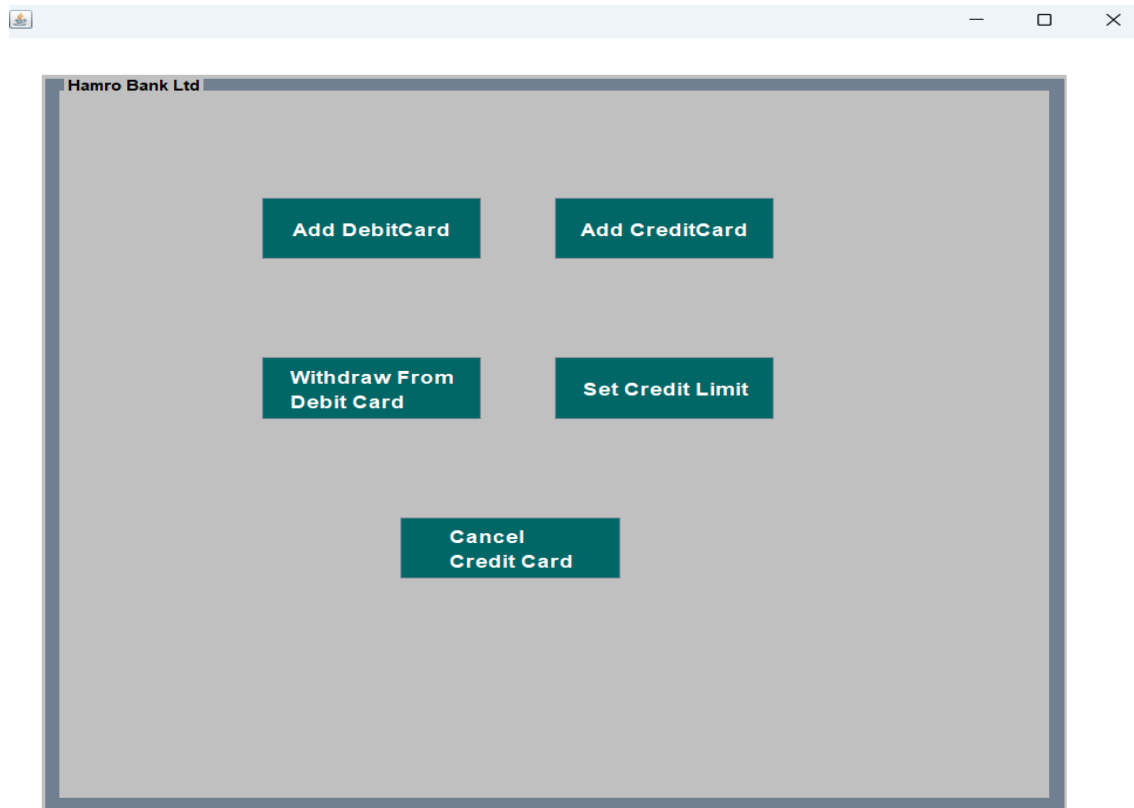 Hamro Bank Ltd
Add DebitCard
Add CreditCard
Withdraw From
Debit Card
Set Credit Limit
Cancel
Credit Card